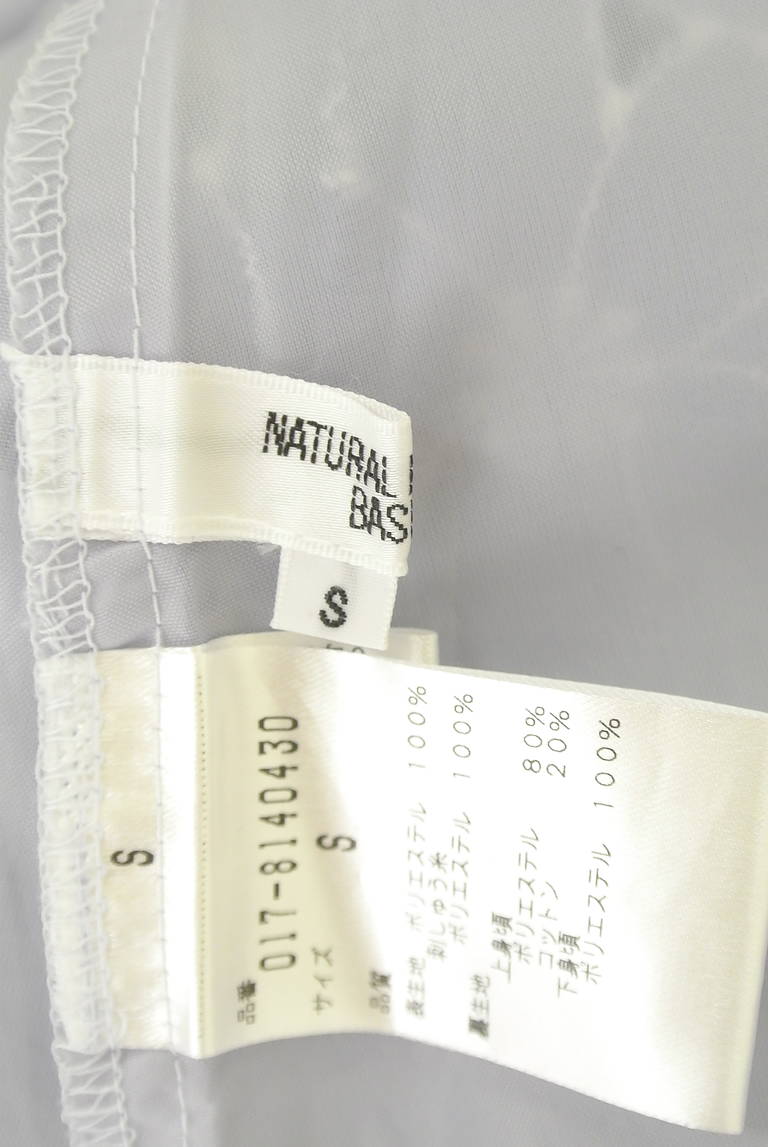 NATURAL
BAS
S
S
品番
017-8140430
サイズ S
品質
表生地 ポリエステル 100%
刺しゅう糸
ポリエステル 100%
裏生地
上身頃
ポリエステル 80%
コットン 20%
下身頃
ポリエステル 100%